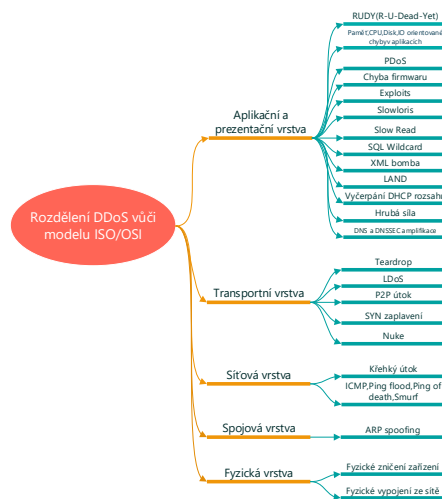 Rozdělení DDoS vůči
modelu ISO/OSI
Aplikační a
prezentační vrstva
RUDY(R-U-Dead-Yet)
Paměť,CPU,Disk,IO orientované
chyby v aplikacích
PDoS
Chyba firmwaru
Exploits
Slowloris
Slow Read
SQL Wildcard
XML bomba
LAND
Vyčerpání DHCP rozsahu
Hrubá síla
DNS a DNSSEC amplifikace
Transportní vrstva
Teardrop
LDoS
P2P útok
SYN zaplavení
Nuke
Síťová vrstva
Křehký útok
ICMP,Ping flood,Ping of
death,Smurf
Spojová vrstva
ARP spoofing
Fyzická vrstva
Fyzické zničení zařízení
Fyzické vypojení ze sítě